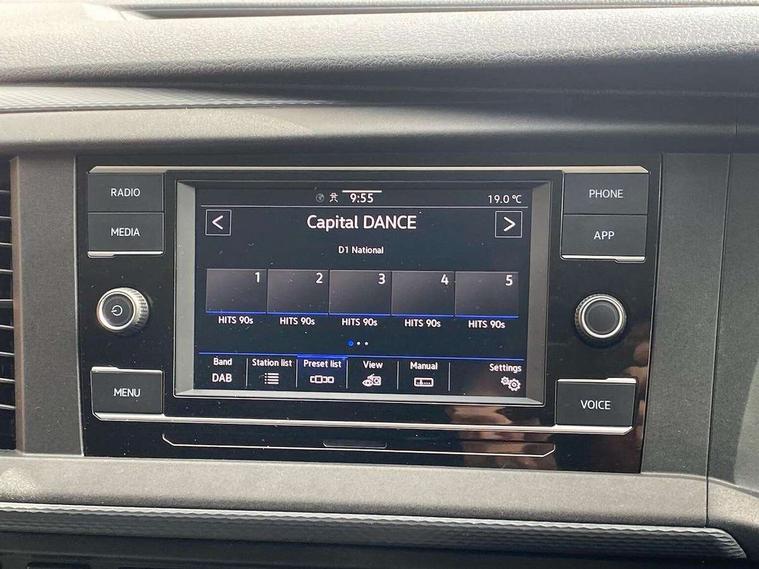 RADIO
MEDIA
MENU
9:55
19.0 °C
<
Capital DANCE
>
D1 National
1 2 3 4 5
HITS 90s HITS 90s HITS 90s HITS 90s HITS 90s
Band Station list Preset list View Manual Settings
DAB
PHONE
APP
VOICE